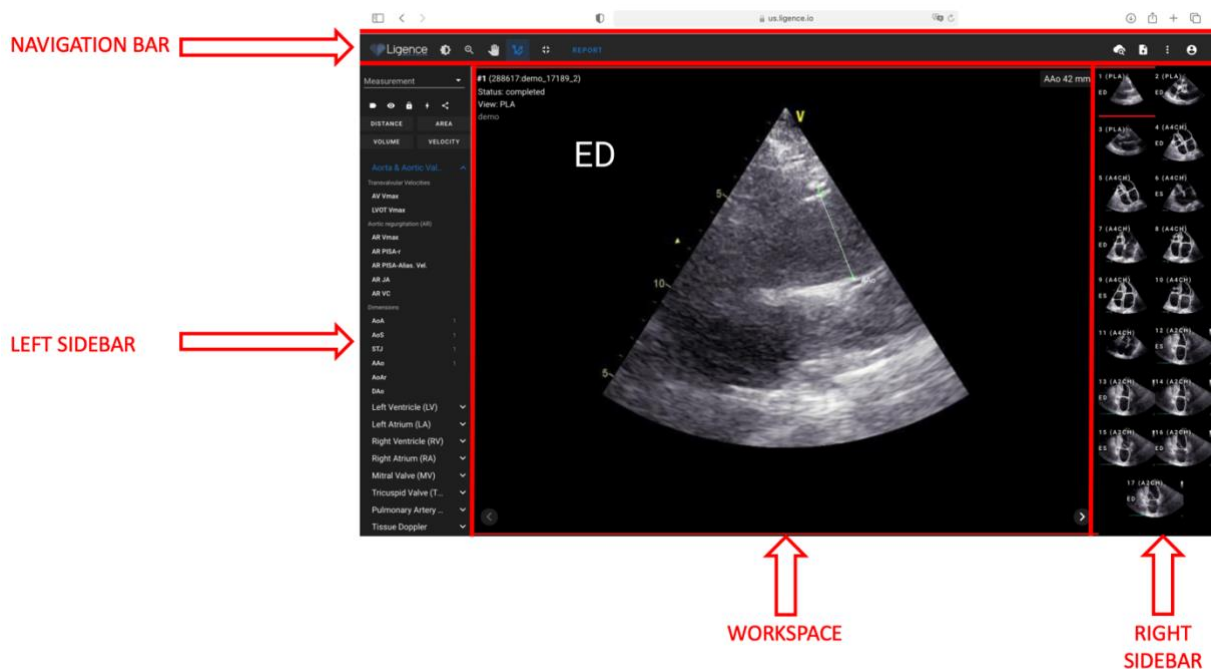 us.ligence.io
NAVIGATION BAR
Ligence
REPORT
Measurement
DISTANCE AREA
VOLUME VELOCITY
Aorta & Aortic Val..
Transvalvular Velocities
AV Vmax
LVOT Vmax
Aortic regurgitation (AR)
AR Vmax
AR PISA-r
AR PISA-Alias. Vel.
AR JA
AR VC
Dimensions
AoA 1
AoS 1
STJ 1
AAo 1
AoAr
DAo
Left Ventricle (LV)
Left Atrium (LA)
Right Ventricle (RV)
Right Atrium (RA)
Mitral Valve (MV)
Tricuspid Valve (T...
Pulmonary Artery ..
Tissue Doppler
LEFT SIDEBAR
#1 (288617:demo_17189_2)
Status: completed
View: PLA
demo
AAo 42 mm
ED
V
5
10
5
1 (PLA) 2 (PLA)
ED
3 (PLA) 4 (A4CH)
ED
5 (A4CH) 6 (A4CH)
ES
7 (A4CH) 8 (A4CH)
ED
9 (A4CH) 10 (A4CH)
ES
11 (A4CH) 12 (A2CH)
ES
13 (A2CH) 14 (A2CH)
ED
15 (A2CH) 16 (A2CH)
ES ED
17 (A2CH)
ED
WORKSPACE
RIGHT
SIDEBAR